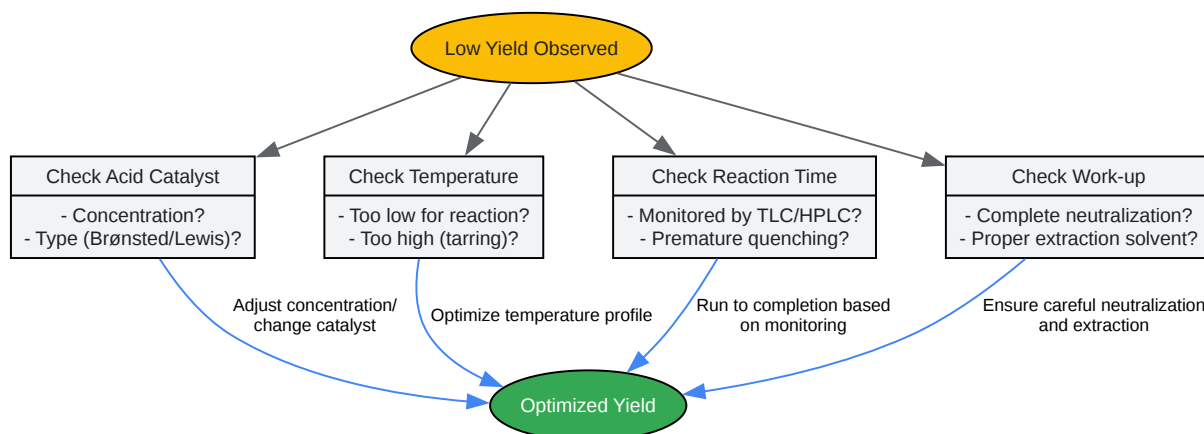 Low Yield Observed
Check Acid Catalyst
- Concentration?
- Type (Brønsted/Lewis)?
Check Temperature
- Too low for reaction?
- Too high (tarring)?
Check Reaction Time
- Monitored by TLC/HPLC?
- Premature quenching?
Check Work-up
- Complete neutralization?
- Proper extraction solvent?
Adjust concentration/
change catalyst
Optimize temperature profile
Run to completion based
on monitoring
Ensure careful neutralization
and extraction
Optimized Yield